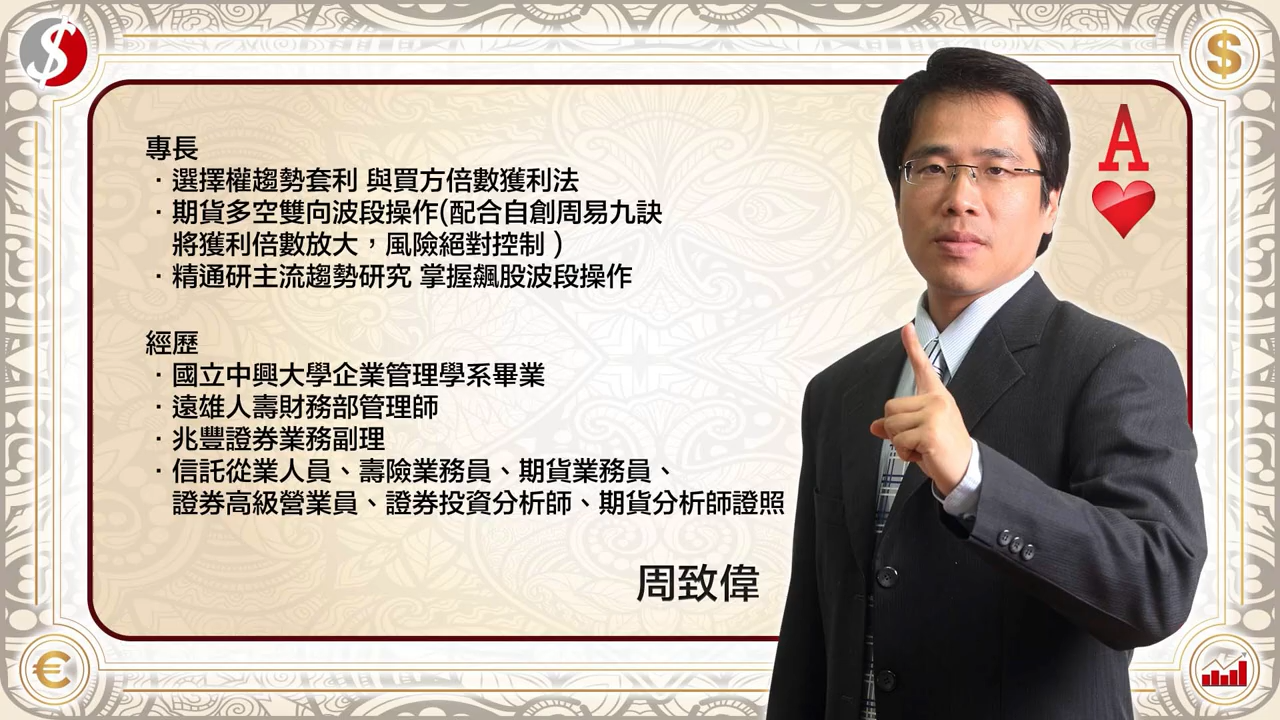 專長
·選擇權趨勢套利 與買方倍數獲利法
·期貨多空雙向波段操作(配合自創周易九訣
將獲利倍數放大，風險絕對控制 )
·精通研主流趨勢研究 掌握飆股波段操作
經歷
·國立中興大學企業管理學系畢業
·遠雄人壽財務部管理師
·兆豐證券業務副理
·信託從業人員、壽險業務員、期貨業務員、
證券高級營業員、證券投資分析師、期貨分析師證照
周致偉
A
$
$
€